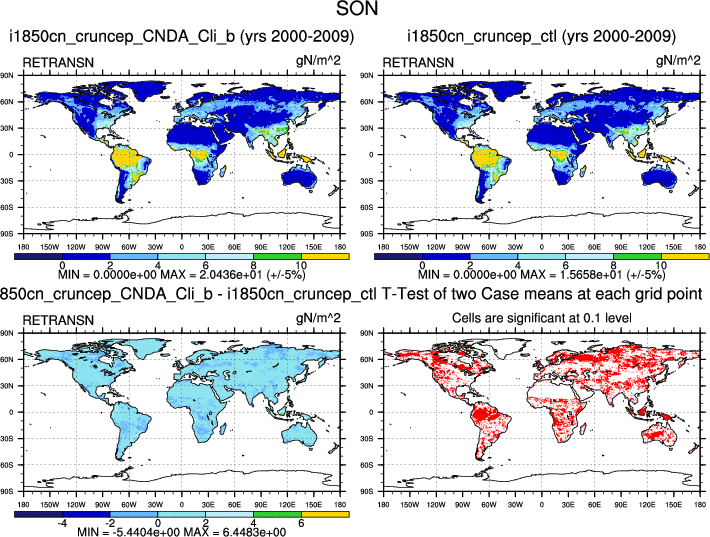 SON
i1850cn_cruncep_CNDA_Cli_b (yrs 2000-2009)
i1850cn_cruncep_ctl (yrs 2000-2009)
RETRANSN gN/m^2
RETRANSN gN/m^2
90N
60N
30N
0
30S
60S
90S
180 150W 120W 90W 60W 30W 0 30E 60E 90E 120E 150E 180
0 2 4 6 8 10
MIN = 0.0000e+00 MAX = 2.0436e+01 (+/-5%)
90N
60N
30N
0
30S
60S
90S
180 150W 120W 90W 60W 30W 0 30E 60E 90E 120E 150E 180
0 2 4 6 8 10
MIN = 0.0000e+00 MAX = 1.5658e+01 (+/-5%)
850cn_cruncep_CNDA_Cli_b - i1850cn_cruncep_ctl
T-Test of two Case means at each grid point
RETRANSN gN/m^2
Cells are significant at 0.1 level
90N
60N
30N
0
30S
60S
90S
180 150W 120W 90W 60W 30W 0 30E 60E 90E 120E 150E 180
-4 -2 0 2 4 6
MIN = -5.4404e+00 MAX = 6.4483e+00
90N
60N
30N
0
30S
60S
90S
180 150W 120W 90W 60W 30W 0 30E 60E 90E 120E 150E 180